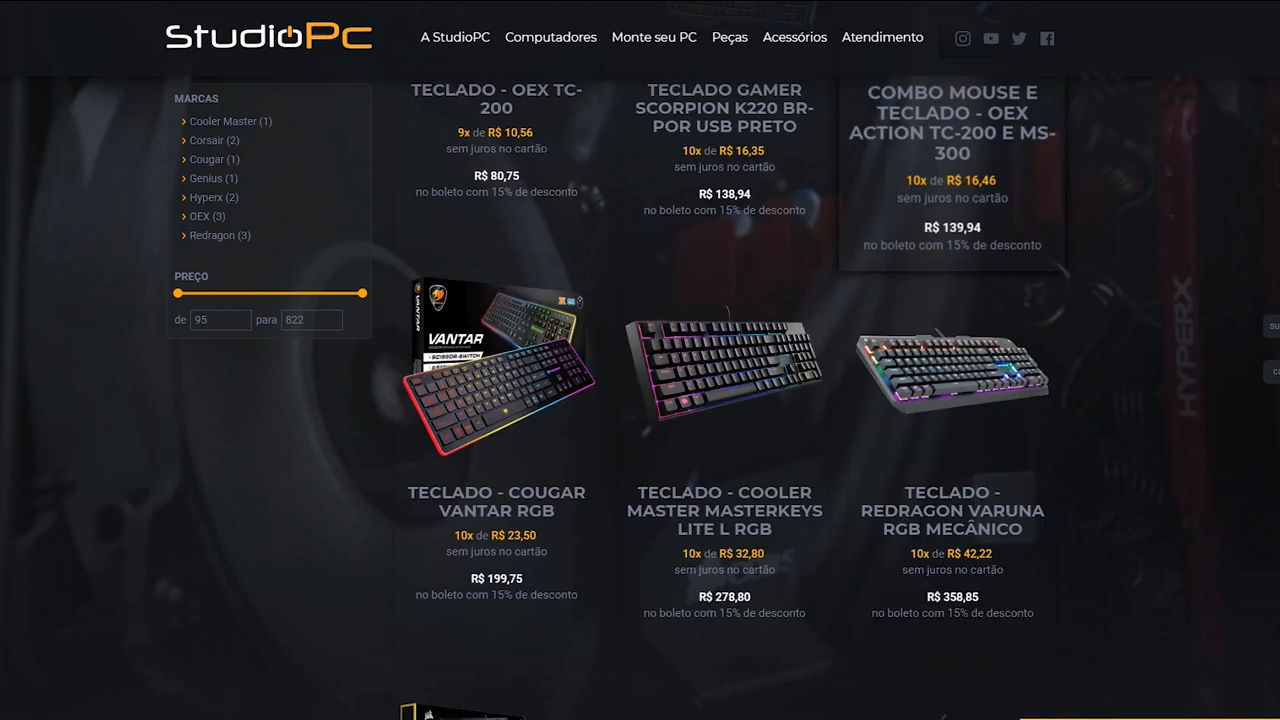 StudioPc
A StudioPC Computadores Monte seu PC Peças Acessórios Atendimento
MARCAS
Cooler Master (1)
Corsair (2)
Cougar (1)
Genius (1)
Hyperx (2)
OEX (3)
Redragon (3)
PREÇO
de 95 para 822
TECLADO - OEX TC-
200
9x de R$ 10,56
sem juros no cartão
R$ 80,75
no boleto com 15% de desconto
TECLADO GAMER
SCORPION K220 BR-
POR USB PRETO
10x de R$ 16,35
sem juros no cartão
R$ 138,94
no boleto com 15% de desconto
COMBO MOUSE E
TECLADO - OEX
ACTION TC-200 E MS-
300
10x de R$ 16,46
sem juros no cartão
R$ 139,94
no boleto com 15% de desconto
VANTAR
VANTAR
SCISSOR-SWITCH
TECLADO - COUGAR
VANTAR RGB
10x de R$ 23,50
sem juros no cartão
R$ 199,75
no boleto com 15% de desconto
TECLADO - COOLER
MASTER MASTERKEYS
LITE L RGB
10x de R$ 32,80
sem juros no cartão
R$ 278,80
no boleto com 15% de desconto
TECLADO -
REDRAGON VARUNA
RGB MECÂNICO
10x de R$ 42,22
sem juros no cartão
R$ 358,85
no boleto com 15% de desconto
HYPERX